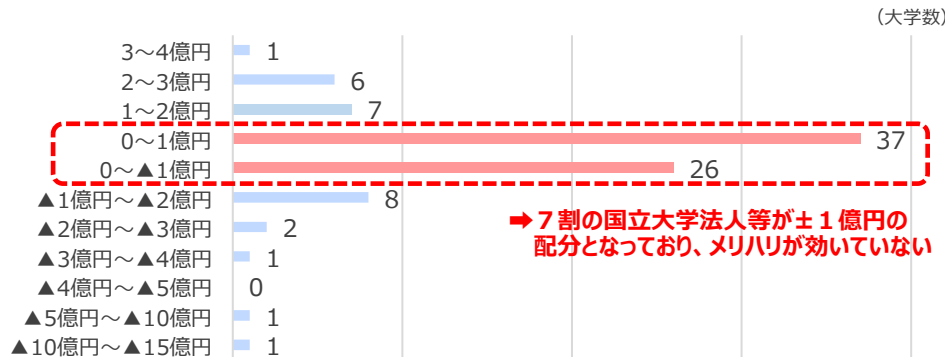 （大学数）
3～4億円 1
2～3億円 6
1～2億円 7
0～1億円 37
0～▲1億円 26
▲1億円～▲2億円 8
▲2億円～▲3億円 2
▲3億円～▲4億円 1
▲4億円～▲5億円 0
▲5億円～▲10億円 1
▲10億円～▲15億円 1
➡７割の国立大学法人等が±１億円の
配分となっており、メリハリが効いていない